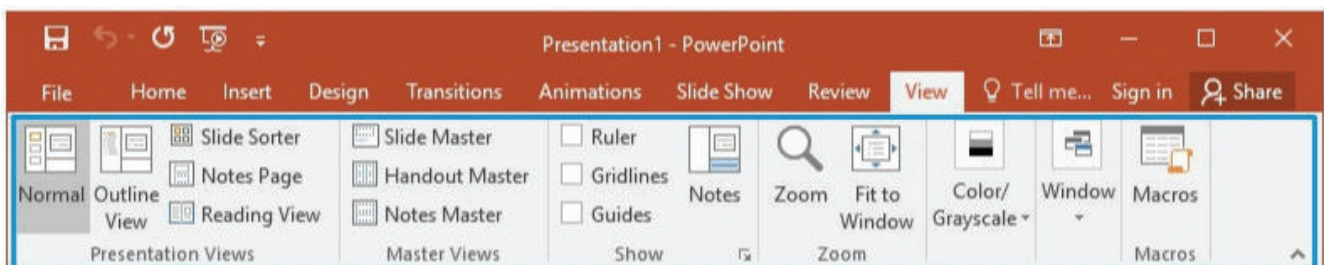 Presentation1 - PowerPoint
File Home Insert Design Transitions Animations Slide Show Review View Tell me... Sign in Share
Normal
Outline
View
Slide Sorter
Notes Page
Reading View
Presentation Views
Slide Master
Handout Master
Notes Master
Master Views
Ruler
Gridlines
Guides
Notes
Show
Zoom
Fit to
Window
Zoom
Color/
Grayscale
Window
Macros
Macros